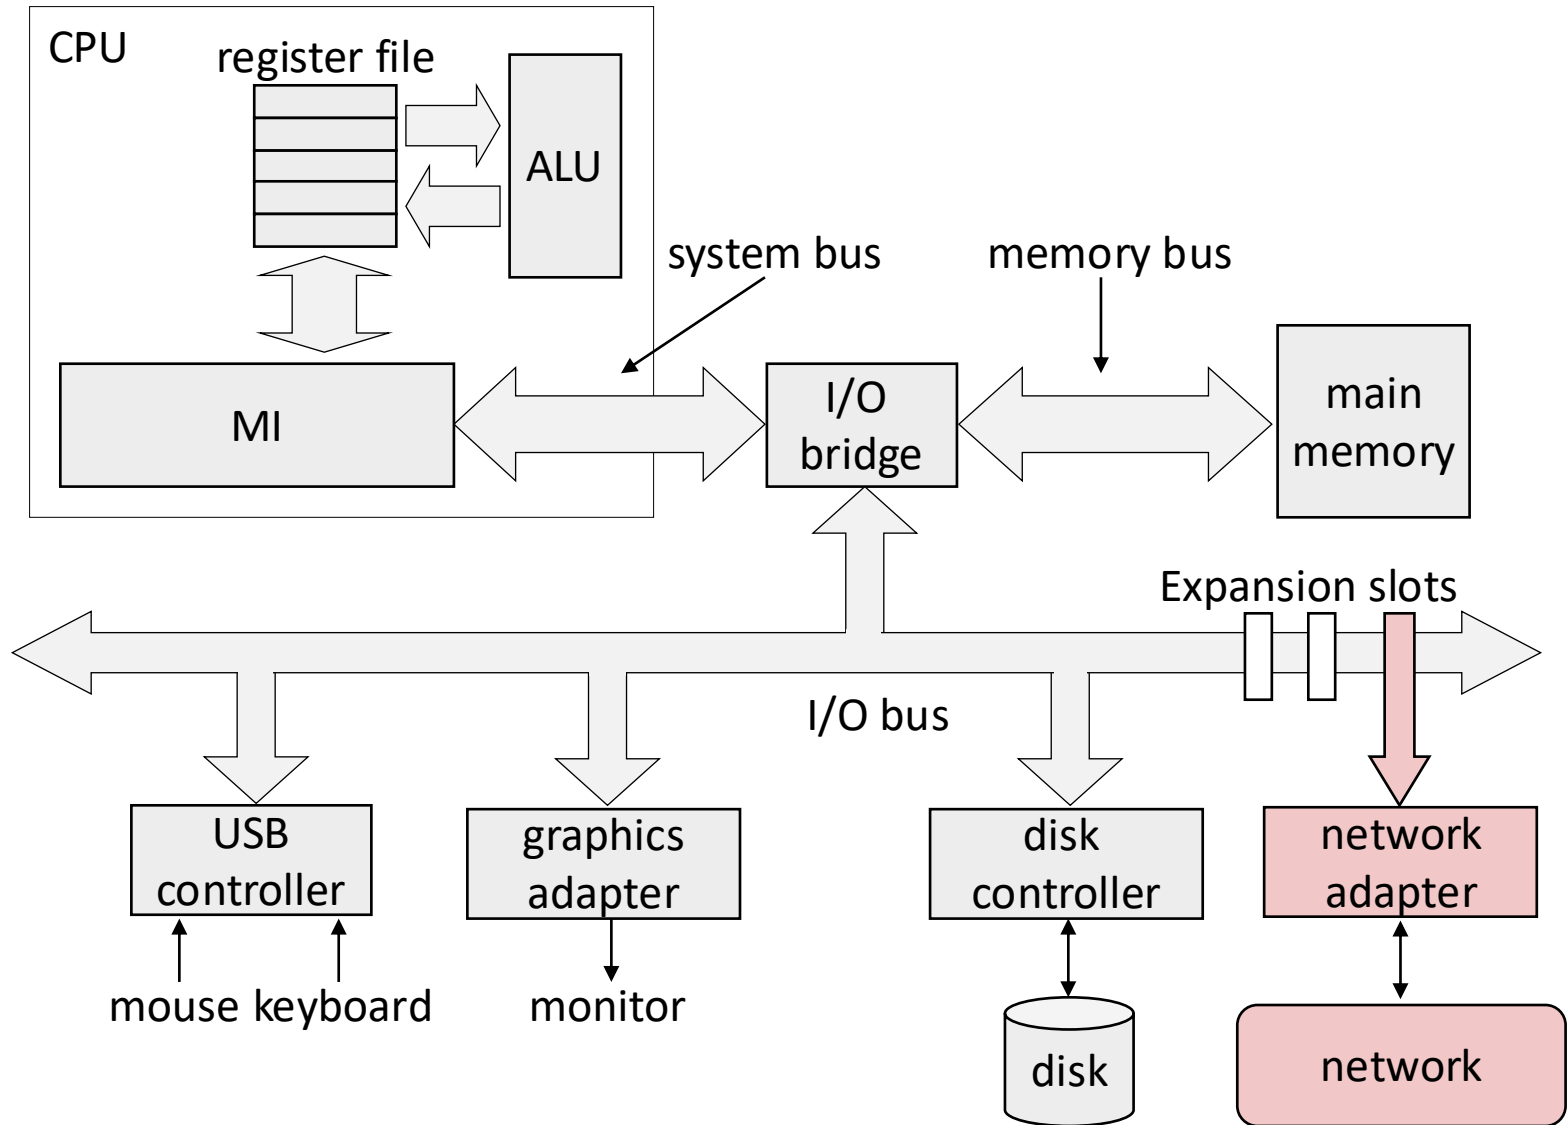 CPU
register file
ALU
system bus
memory bus
MI
I/O
bridge
main
memory
Expansion slots
I/O bus
USB
controller
graphics
adapter
disk
controller
network
adapter
mouse keyboard
monitor
disk
network